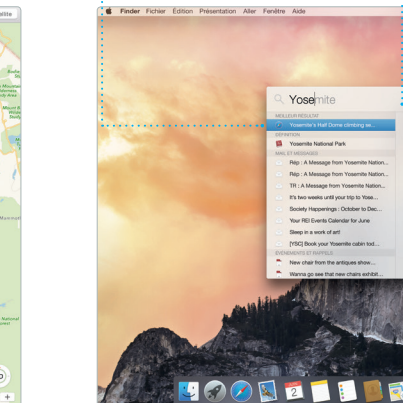 ellite
Finder Fichier Edition Présentation Aller Fenêtre Aide
Yosemite
MEILLEUR RÉSULTAT
Yosemite's Half Dome climbing se...
DÉFINITION
Yosemite National Park
MAIL ET MESSAGES
Rép : A Message from Yosemite Nation...
Rép : A Message from Yosemite Nation...
TR : A Message from Yosemite Nation...
It's two weeks until your trip to Yose...
Society Happenings : October to Dec...
Your REI Events Calendar for June
Sleep in a work of art!
[YSC] Book your Yosemite cabin tod...
ÉVÉNEMENTS ET RAPPELS
New chair from the antiques show...
Wanna go see that new chairs exhibit...
National
2
+